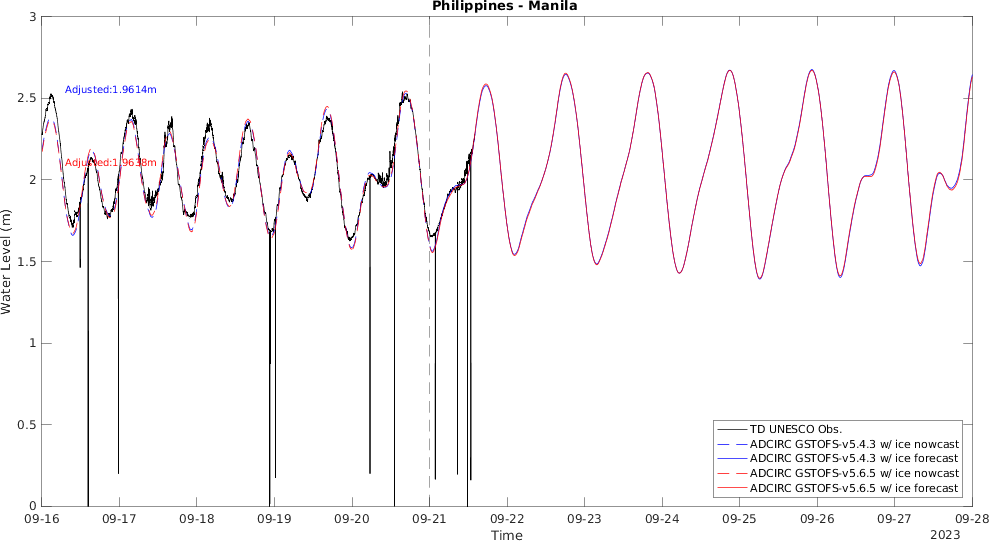 Philippines - Manila
3
2.5
2
1.5
1
0.5
0
Water Level (m)
Adjusted:1.9614m
Adjusted:1.9638m
TD UNESCO Obs.
ADCIRC GSTOFS-v5.4.3 w/ ice nowcast
ADCIRC GSTOFS-v5.4.3 w/ ice forecast
ADCIRC GSTOFS-v5.6.5 w/ ice nowcast
ADCIRC GSTOFS-v5.6.5 w/ ice forecast
09-16 09-17 09-18 09-19 09-20 09-21 09-22 09-23 09-24 09-25 09-26 09-27 09-28
Time
2023